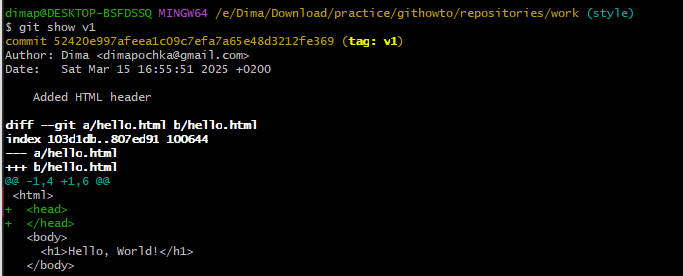 dimap@DESKTOP-BSFDSSQ MINGW64 /e/Dima/Download/practice/githowto/repositories/work (style)
$ git show v1
commit 52420e997afeea1c09c7efa7a65e48d3212fe369 (tag: v1)
Author: Dima <dimapochka@gmail.com>
Date:   Sat Mar 15 16:55:51 2025 +0200

    Added HTML header

diff --git a/hello.html b/hello.html
index 103d1db..807ed91 100644
--- a/hello.html
+++ b/hello.html
@@ -1,4 +1,6 @@
 <html>
+  <head>
+  </head>
   <body>
     <h1>Hello, World!</h1>
   </body>